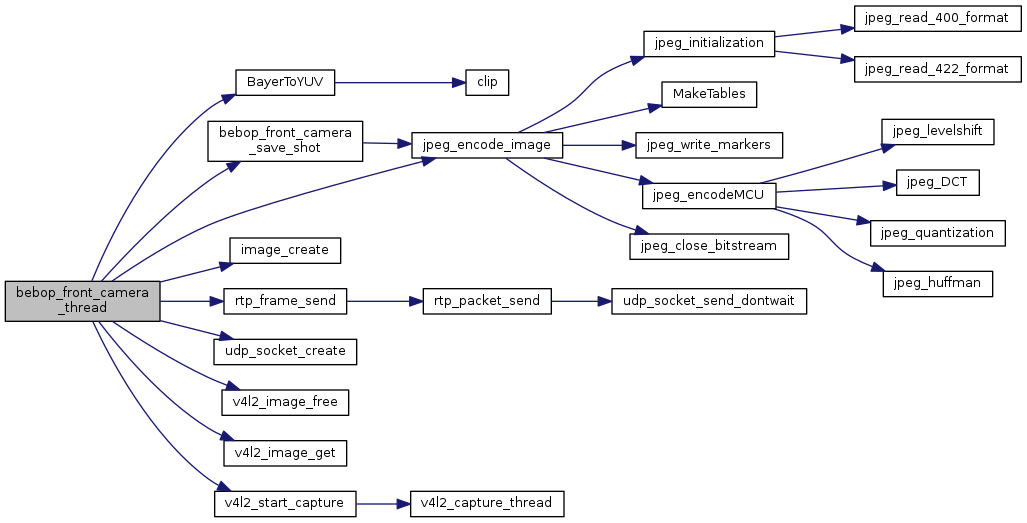 bebop_front_camera
_thread
BayerToYUV
clip
bebop_front_camera
_save_shot
jpeg_encode_image
jpeg_initialization
jpeg_read_400_format
jpeg_read_422_format
MakeTables
jpeg_write_markers
jpeg_encodeMCU
jpeg_levelshift
jpeg_DCT
jpeg_quantization
jpeg_huffman
jpeg_close_bitstream
image_create
rtp_frame_send
rtp_packet_send
udp_socket_send_dontwait
udp_socket_create
v4l2_image_free
v4l2_image_get
v4l2_start_capture
v4l2_capture_thread